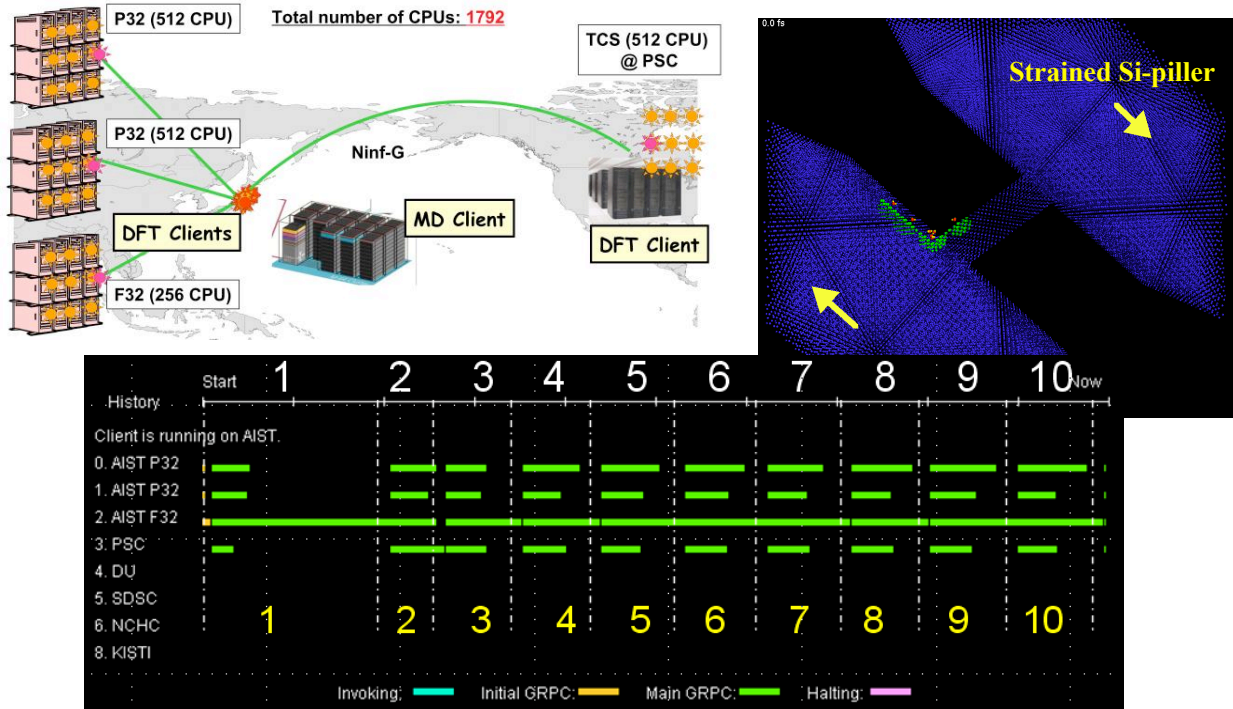 P32 (512 CPU)
Total number of CPUs: 1792
TCS (512 CPU)
@ PSC
P32 (512 CPU)
Ninf-G
DFT Clients
MD Client
DFT Client
F32 (256 CPU)
0.0 fs
Strained Si-piller
Start 1 2 3 4 5 6 7 8 9 10 Now
History
Client is running on AIST.
0. AIST P32
1. AIST P32
2. AIST F32
3. PSC
4. DU
5. SDSC
6. NCHC
8. KISTI
1 2 3 4 5 6 7 8 9 10
Invoking: Initial GRPC: Main GRPC: Halting: